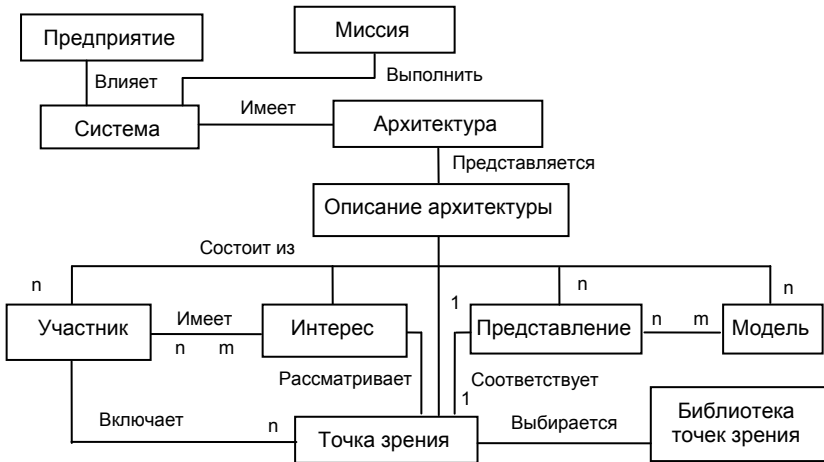 Предприятие
Миссия
Влияет
Выполнить
Система
Имеет
Архитектура
Представляется
Описание архитектуры
Состоит из
n
n
n
Участник
Имеет
n m
Интерес
1
Представление
n m
Модель
Рассматривает
Соответствует
1
Включает
n
Точка зрения
Выбирается
Библиотека
точек зрения